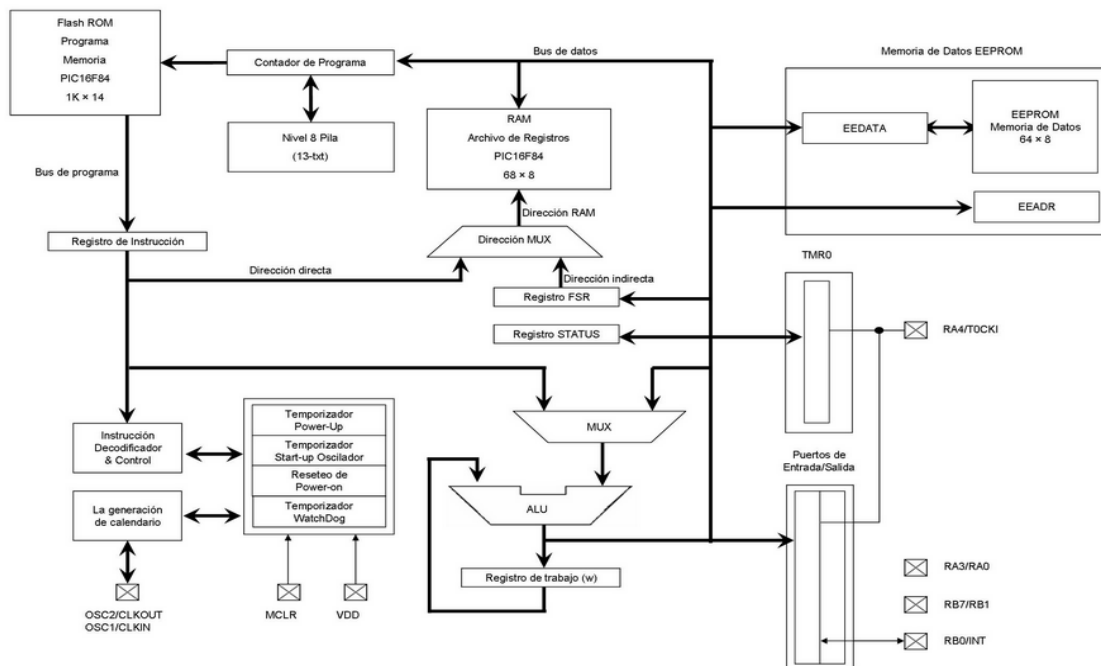 Flash ROM
Programa
Memoria
PIC16F84
1K × 14
Contador de Programa
Nivel 8 Pila
(13-txt)
Bus de datos
RAM
Archivo de Registros
PIC16F84
68 × 8
Memoria de Datos EEPROM
EEDATA
EEPROM
Memoria de Datos
64 × 8
EEADR
Bus de programa
Registro de Instrucción
Dirección RAM
Dirección MUX
Dirección directa
Dirección indirecta
Registro FSR
Registro STATUS
TMR0
RA4/T0CKI
Instrucción
Decodificador
& Control
Temporizador
Power-Up
Temporizador
Start-up Oscilador
Reseteo de
Power-on
Temporizador
WatchDog
MUX
ALU
Puertos de
Entrada/Salida
La generación
de calendario
Registro de trabajo (w)
OSC2/CLKOUT
OSC1/CLKIN
MCLR
VDD
RA3/RA0
RB7/RB1
RB0/INT